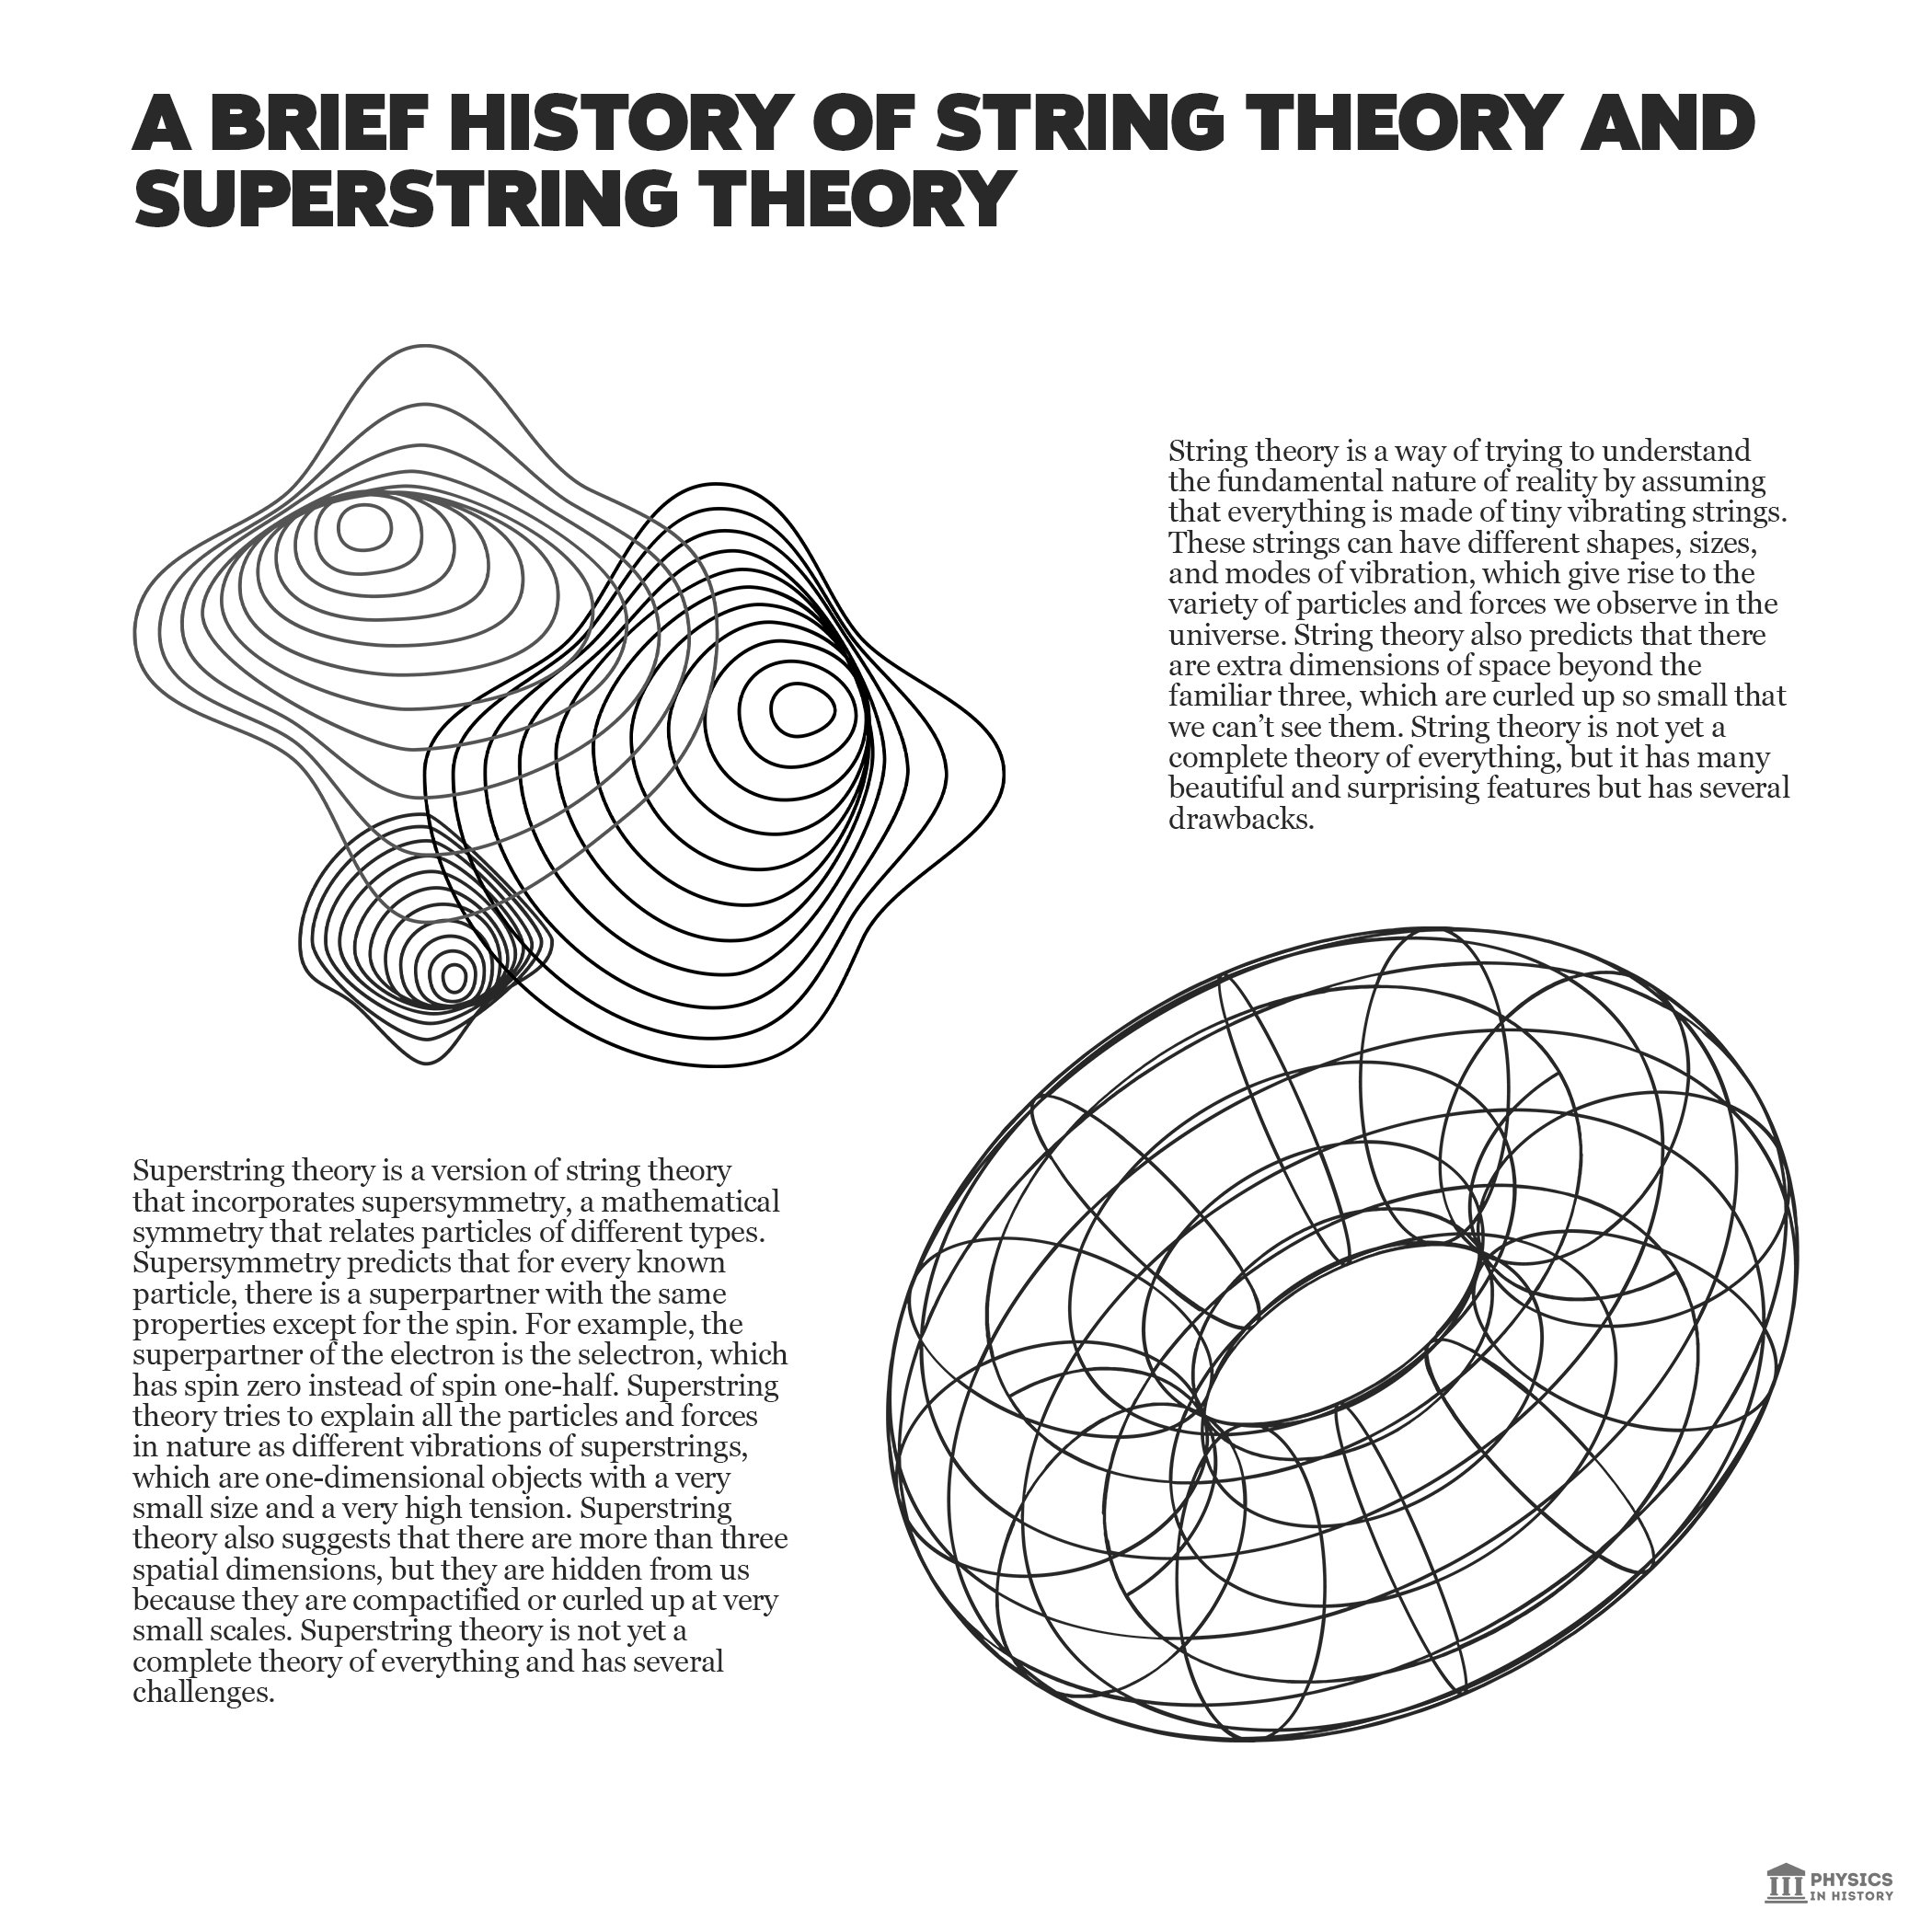 A BRIEF HISTORY OF STRING THEORY AND
SUPERSTRING THEORY
String theory is a way of trying to understand
the fundamental nature of reality by assuming
that everything is made of tiny vibrating strings.
These strings can have different shapes, sizes,
and modes of vibration, which give rise to the
variety of particles and forces we observe in the
universe. String theory also predicts that there
are extra dimensions of space beyond the
familiar three, which are curled up so small that
we can’t see them. String theory is not yet a
complete theory of everything, but it has many
beautiful and surprising features but has several
drawbacks.
Superstring theory is a version of string theory
that incorporates supersymmetry, a mathematical
symmetry that relates particles of different types.
Supersymmetry predicts that for every known
particle, there is a superpartner with the same
properties except for the spin. For example, the
superpartner of the electron is the selectron, which
has spin zero instead of spin one-half. Superstring
theory tries to explain all the particles and forces
in nature as different vibrations of superstrings,
which are one-dimensional objects with a very
small size and a very high tension. Superstring
theory also suggests that there are more than three
spatial dimensions, but they are hidden from us
because they are compactified or curled up at very
small scales. Superstring theory is not yet a
complete theory of everything and has several
challenges.
PHYSICS
IN HISTORY